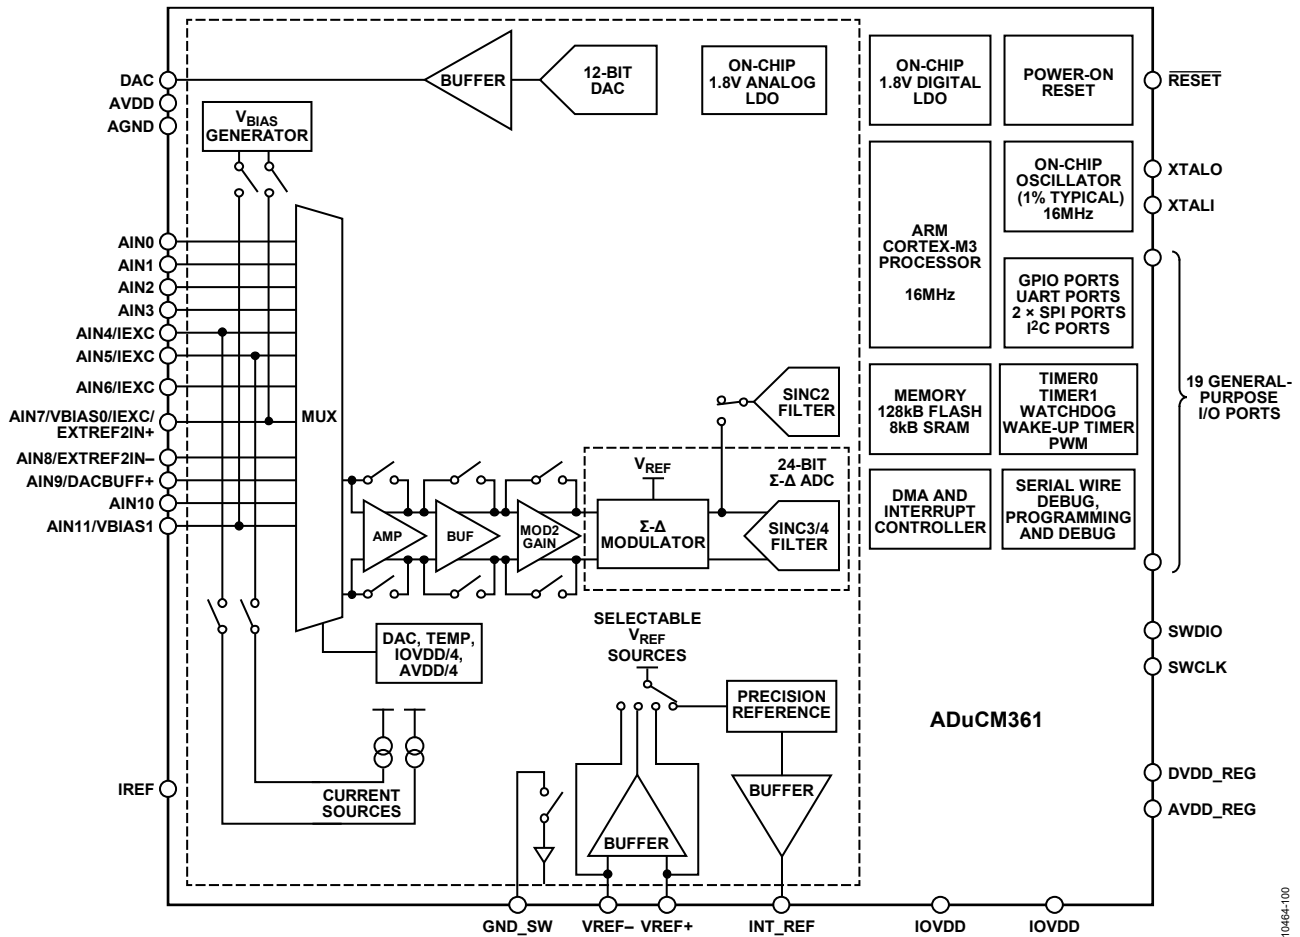 DAC
AVDD
AGND
VBIAS
GENERATOR
BUFFER
12-BIT
DAC
ON-CHIP
1.8V ANALOG
LDO
ON-CHIP
1.8V DIGITAL
LDO
POWER-ON
RESET
RESET
ARM
CORTEX-M3
PROCESSOR
16MHz
ON-CHIP
OSCILLATOR
(1% TYPICAL)
16MHz
XTALO
XTALI
AIN0
AIN1
AIN2
AIN3
AIN4/IEXC
AIN5/IEXC
AIN6/IEXC
AIN7/VBIAS0/IEXC/
EXTREF2IN+
AIN8/EXTREF2IN–
AIN9/DACBUFF+
AIN10
AIN11/VBIAS1
MUX
GPIO PORTS
UART PORTS
2 × SPI PORTS
I2C PORTS
19 GENERAL-
PURPOSE
I/O PORTS
SINC2
FILTER
MEMORY
128kB FLASH
8kB SRAM
TIMER0
TIMER1
WATCHDOG
WAKE-UP TIMER
PWM
VREF
24-BIT
Σ-Δ ADC
AMP
BUF
MOD2
GAIN
Σ-Δ
MODULATOR
SINC3/4
FILTER
DMA AND
INTERRUPT
CONTROLLER
SERIAL WIRE
DEBUG,
PROGRAMMING
AND DEBUG
DAC, TEMP,
IOVDD/4,
AVDD/4
SELECTABLE
VREF
SOURCES
PRECISION
REFERENCE
SWDIO
SWCLK
ADuCM361
IREF
CURRENT
SOURCES
BUFFER
BUFFER
DVDD_REG
AVDD_REG
GND_SW
VREF–
VREF+
INT_REF
IOVDD
IOVDD
10464-100